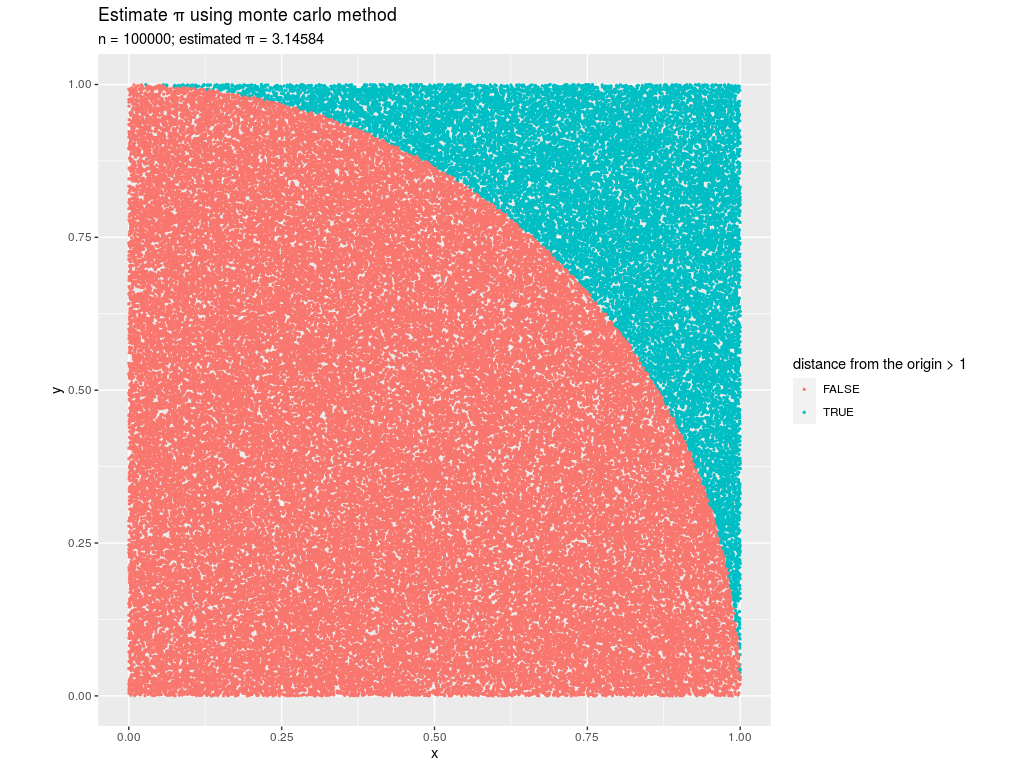 Estimate π using monte carlo method
n = 100000; estimated π = 3.14584
1.00
0.75
y
0.50
0.25
0.00
0.00 0.25 0.50 0.75 1.00
x
distance from the origin > 1
FALSE
TRUE